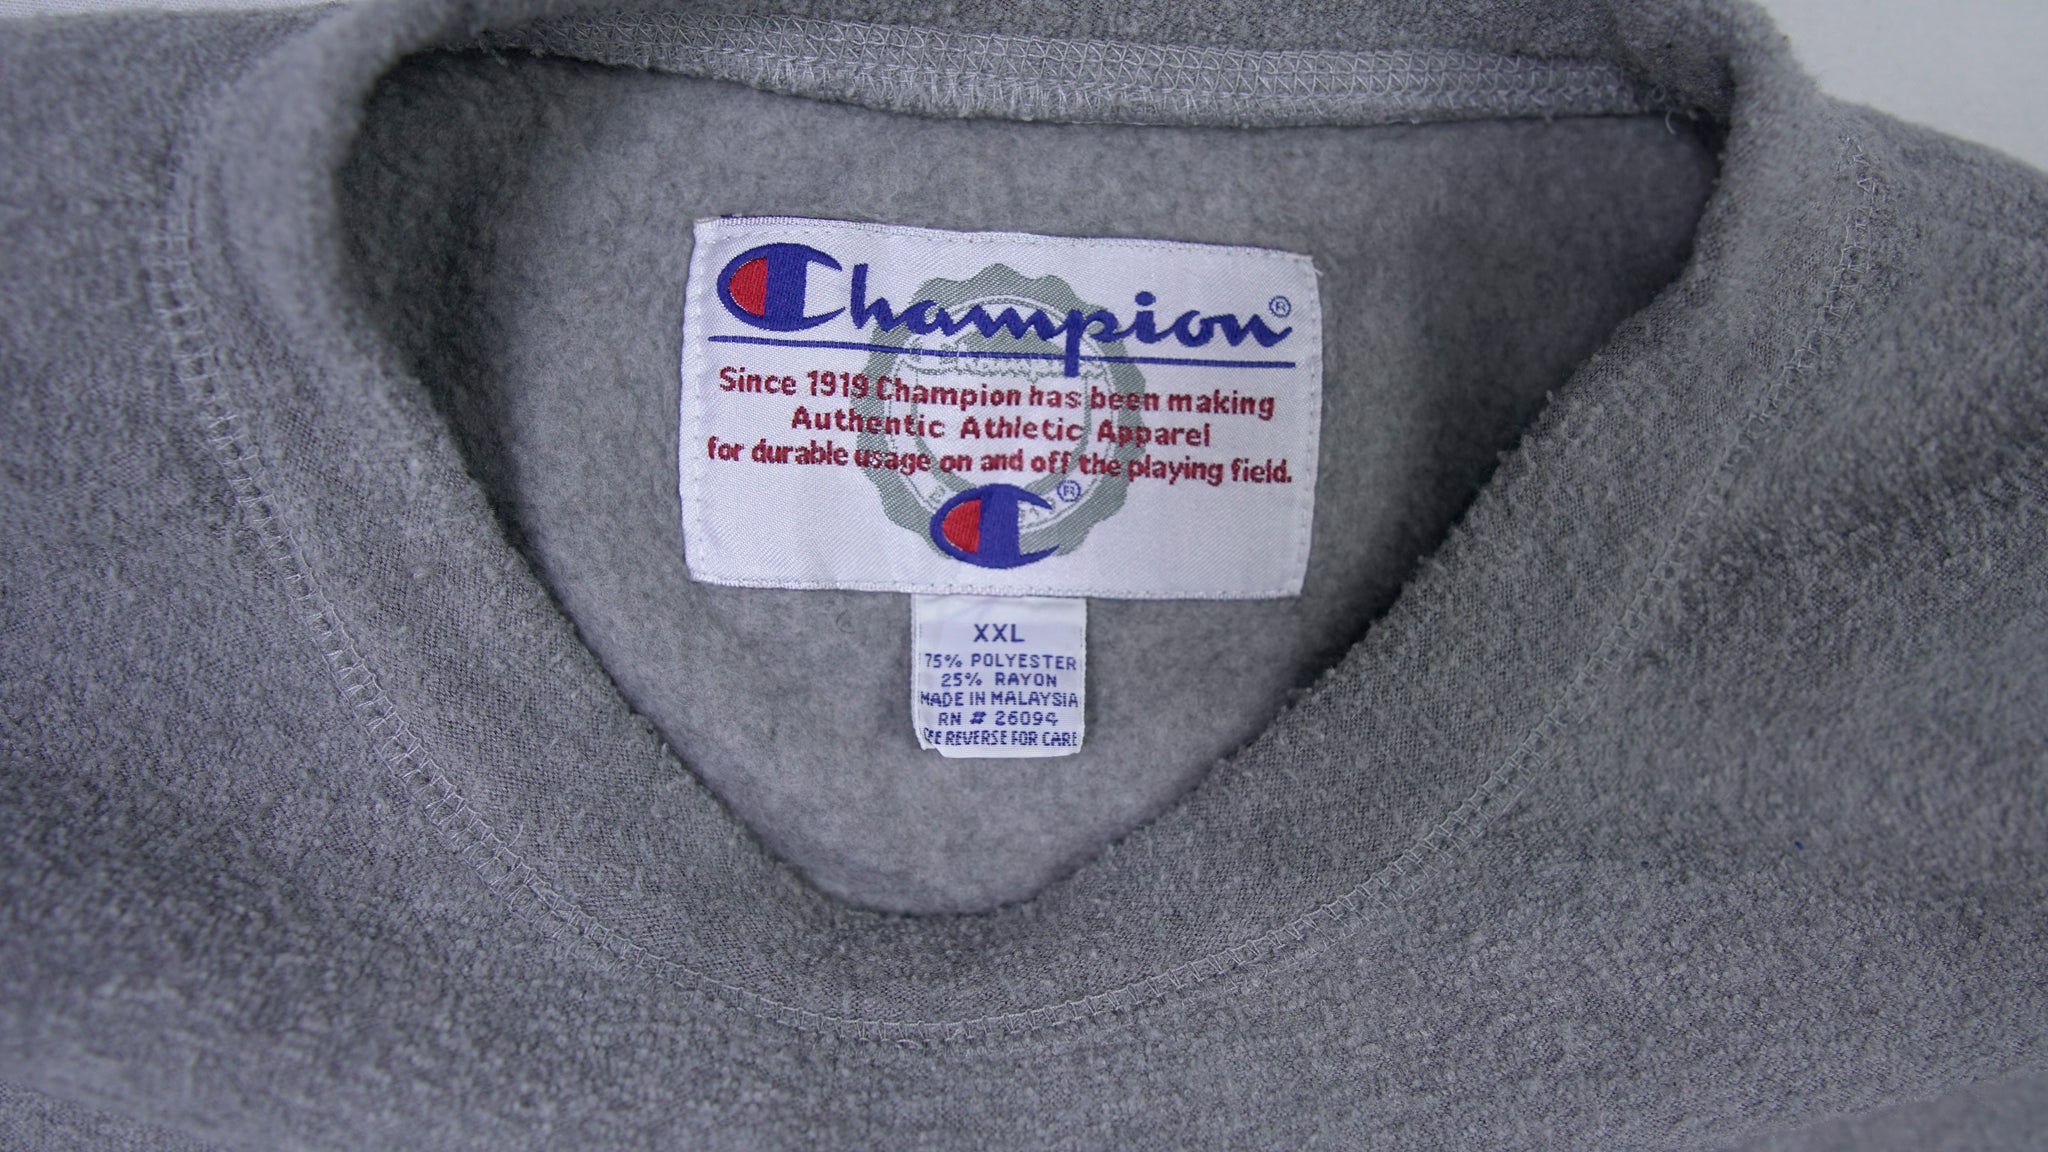 Champion®
Since 1919 Champion has been making
Authentic Athletic Apparel
for durable usage on and off the playing field.
®
XXL
75% POLYESTER
25% RAYON
MADE IN MALAYSIA
RN # 26094
SEE REVERSE FOR CARE